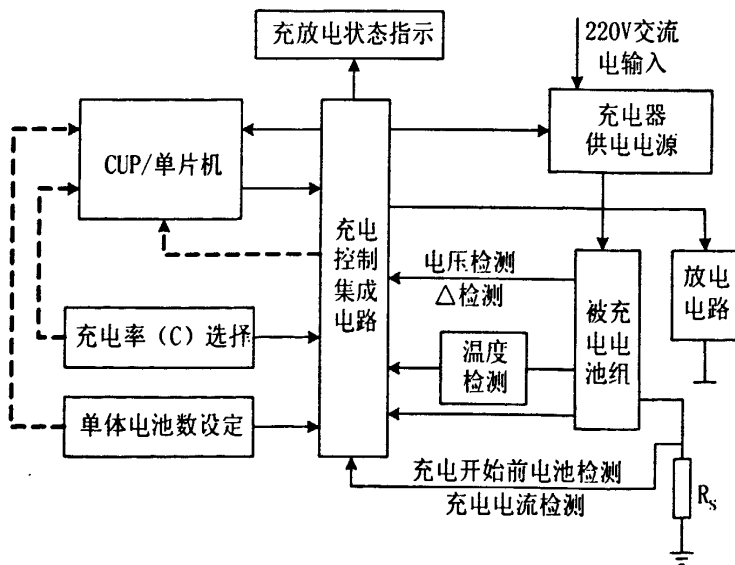 充放电状态指示
220V交流
电输入
CUP/单片机
充电器
供电电源
充电
控制
集成
电路
电压检测
△检测
被充
电电
池组
放电
电路
充电率（C）选择
温度
检测
单体电池数设定
充电开始前电池检测
充电电流检测
Rs